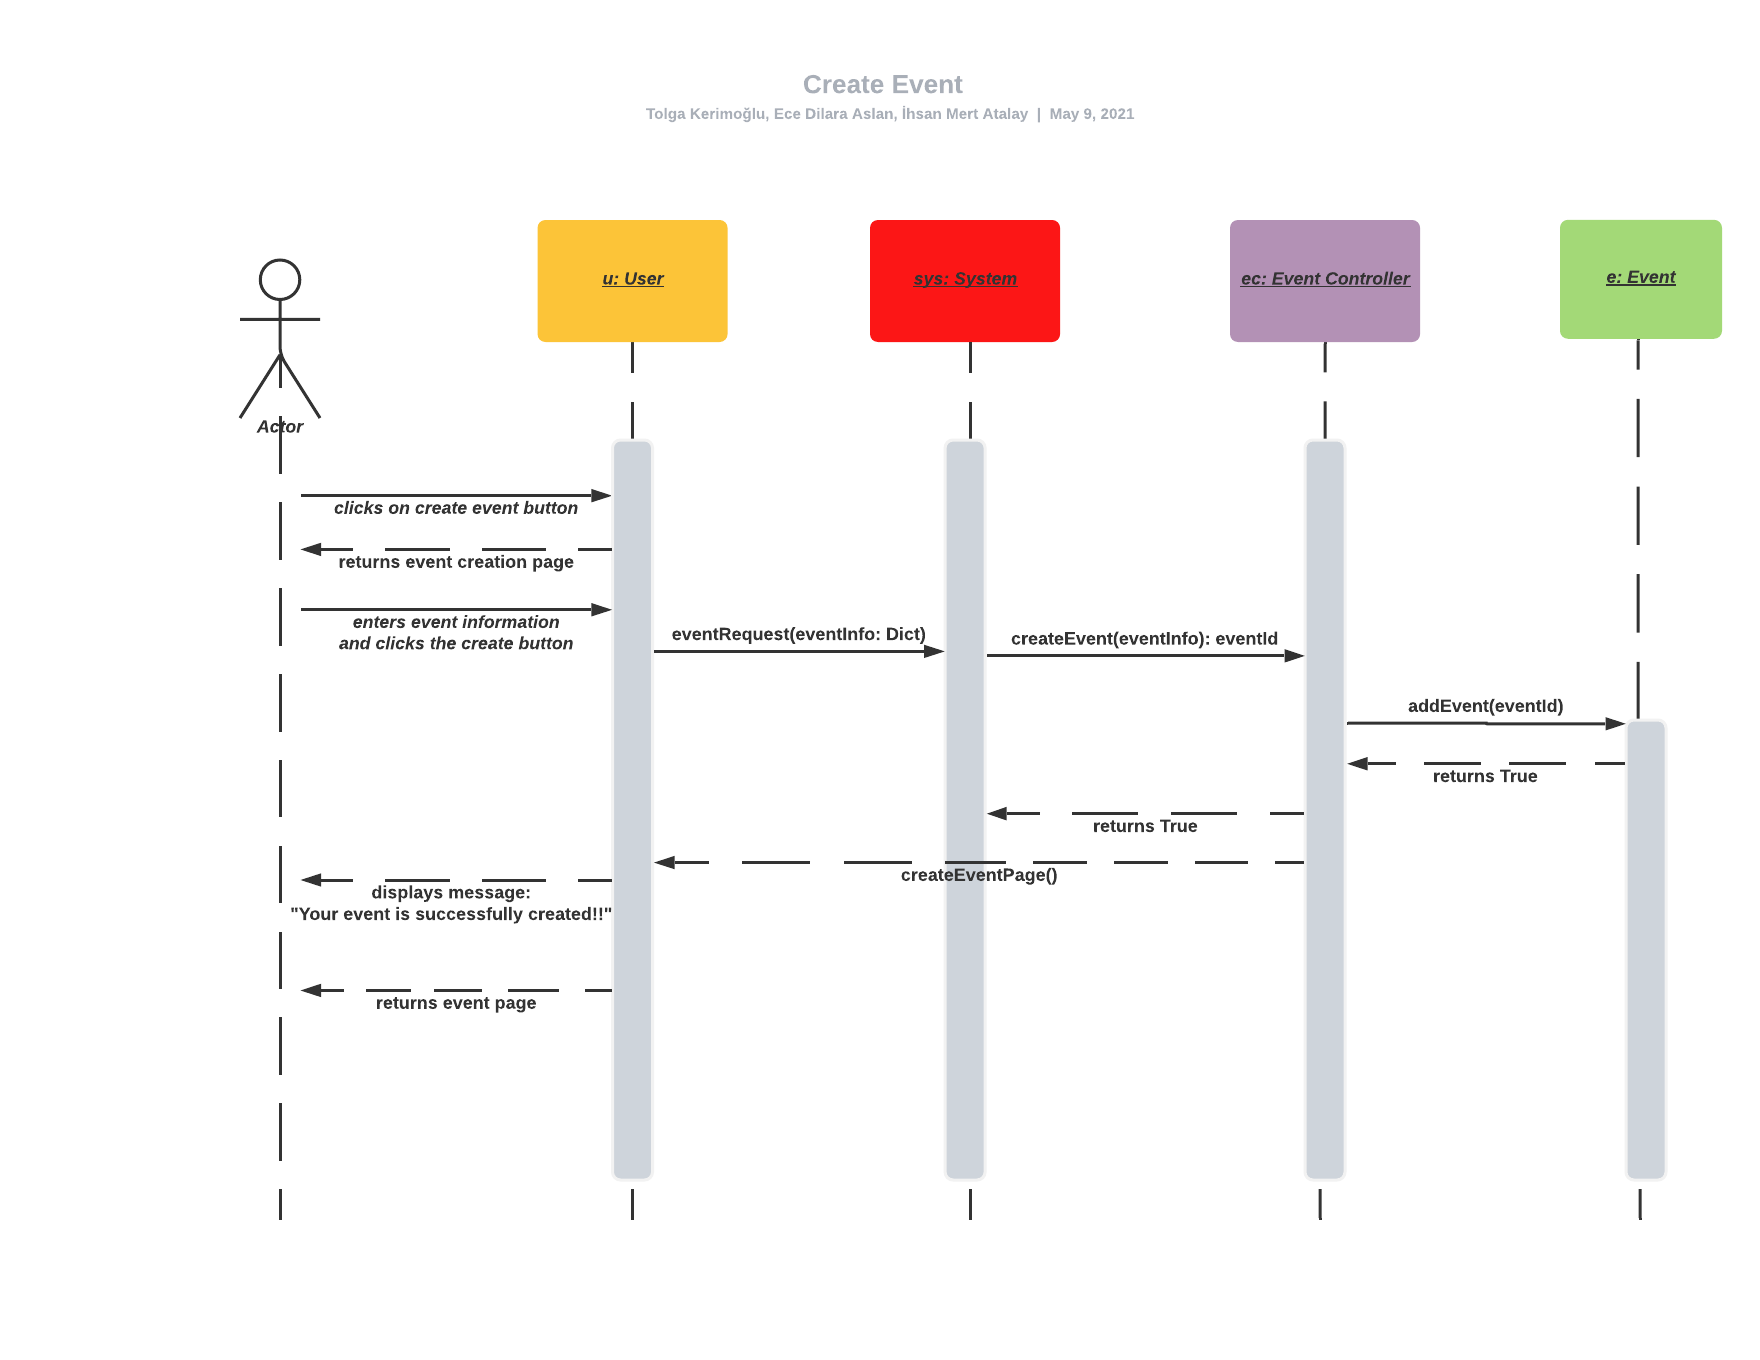 Create Event
Tolga Kerimoğlu, Ece Dilara Aslan, İhsan Mert Atalay | May 9, 2021
u: User
sys: System
ec: Event Controller
e: Event
Actor
clicks on create event button
returns event creation page
enters event information
and clicks the create button
eventRequest(eventInfo: Dict)
createEvent(eventInfo): eventId
addEvent(eventId)
returns True
returns True
createEventPage()
displays message:
"Your event is successfully created!!"
returns event page